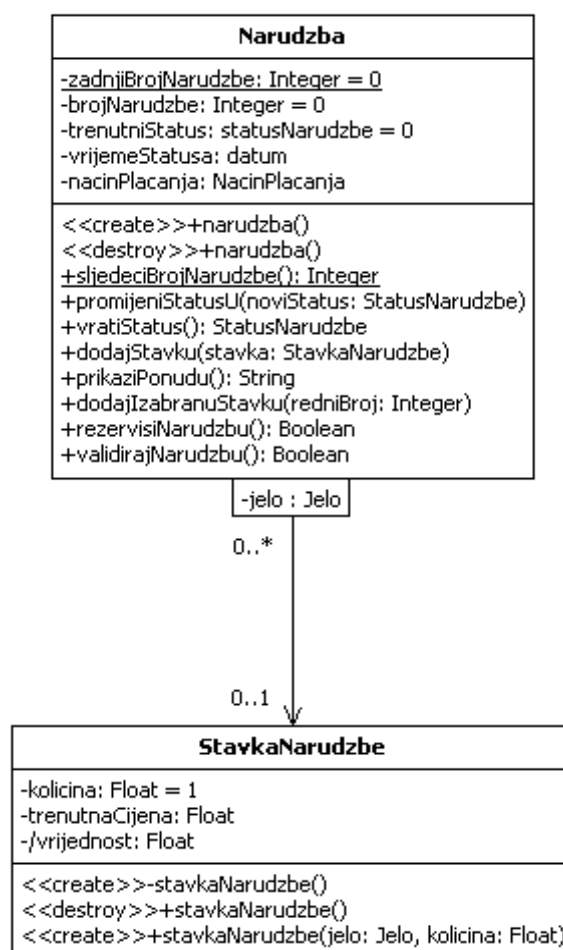 Narudzba
-zadnjiBrojNarudzbe: Integer = 0
-brojNarudzbe: Integer = 0
-trenutniStatus: statusNarudzbe = 0
-vrijemeStatusa: datum
-nacinPlacanja: NacinPlacanja
<<create>>+narudzba()
<<destroy>>+narudzba()
+sljedeciBrojNarudzbe(): Integer
+promijeniStatusU(noviStatus: StatusNarudzbe)
+vratiStatus(): StatusNarudzbe
+dodajStavku(stavka: StavkaNarudzbe)
+prikaziPonudu(): String
+dodajIzabranuStavku(redniBroj: Integer)
+rezervisiNarudzbu(): Boolean
+validirajNarudzbu(): Boolean
-jelo : Jelo
0..*
0..1
StavkaNarudzbe
-kolicina: Float = 1
-trenutnaCijena: Float
-/vrijednost: Float
<<create>>-stavkaNarudzbe()
<<destroy>>+stavkaNarudzbe()
<<create>>+stavkaNarudzbe(jelo: Jelo, kolicina: Float)